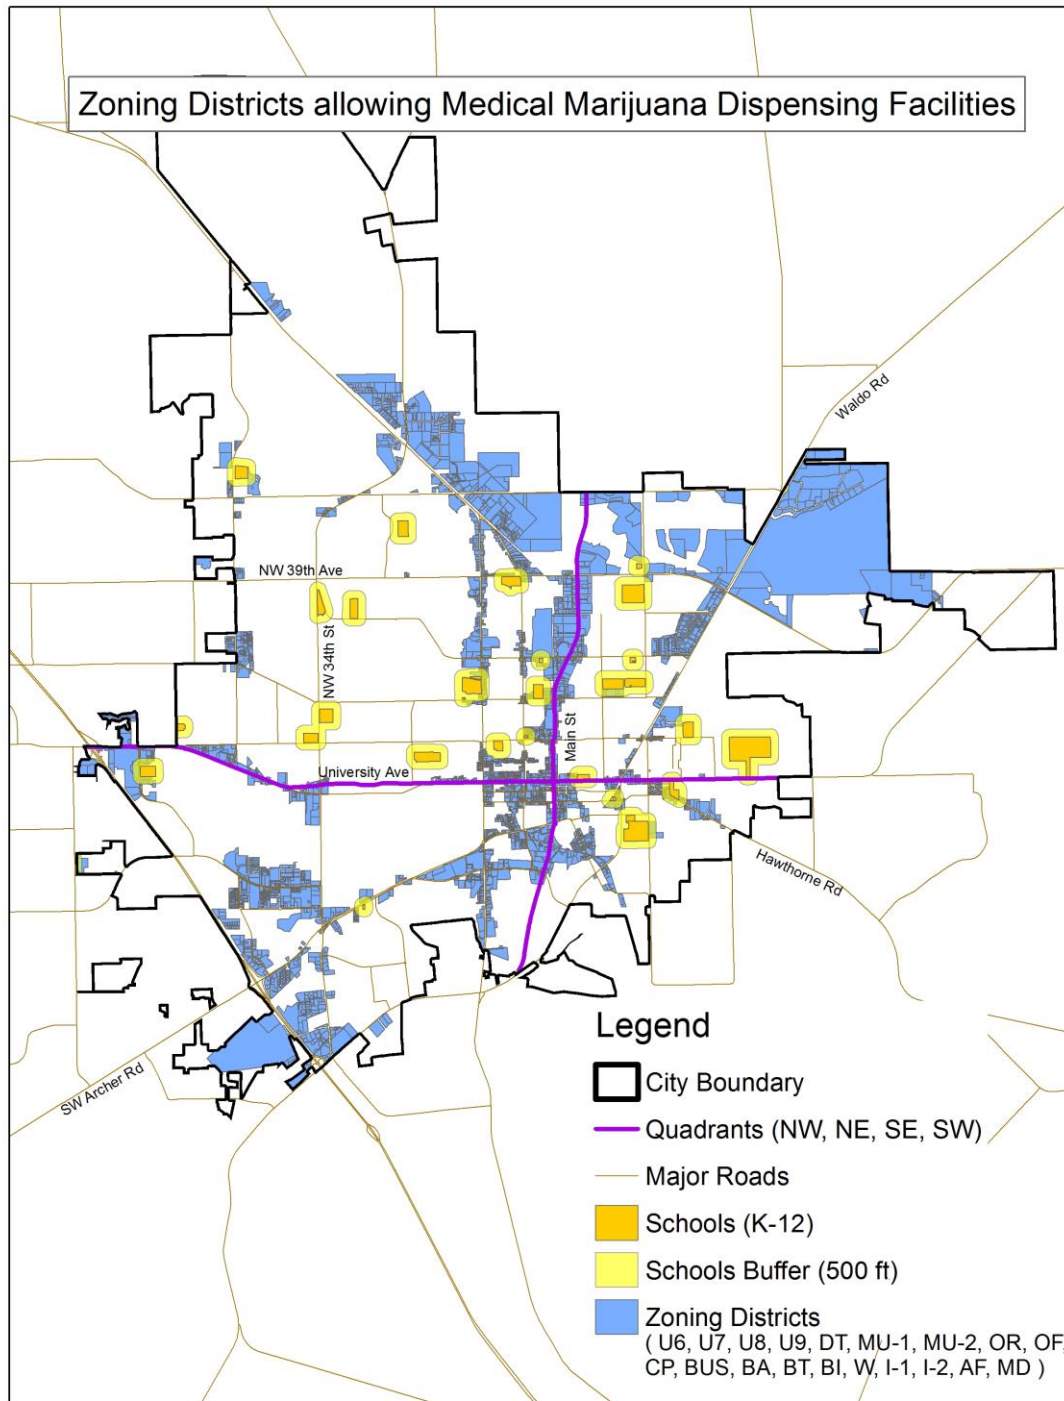 Zoning Districts allowing Medical Marijuana Dispensing Facilities
Waldo Rd
NW 39th Ave
NW 34th St
Main St
University Ave
Hawthorne Rd
SW Archer Rd
Legend
City Boundary
Quadrants (NW, NE, SE, SW)
Major Roads
Schools (K-12)
Schools Buffer (500 ft)
Zoning Districts
( U6, U7, U8, U9, DT, MU-1, MU-2, OR, OF,
CP, BUS, BA, BT, BI, W, I-1, I-2, AF, MD )